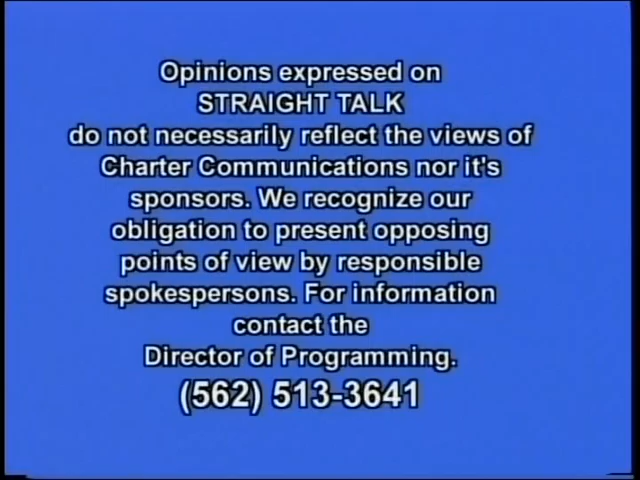 Opinions expressed on
STRAIGHT TALK
do not necessarily reflect the views of
Charter Communications nor it's
sponsors. We recognize our
obligation to present opposing
points of view by responsible
spokespersons. For information
contact the
Director of Programming.
(562) 513-3641